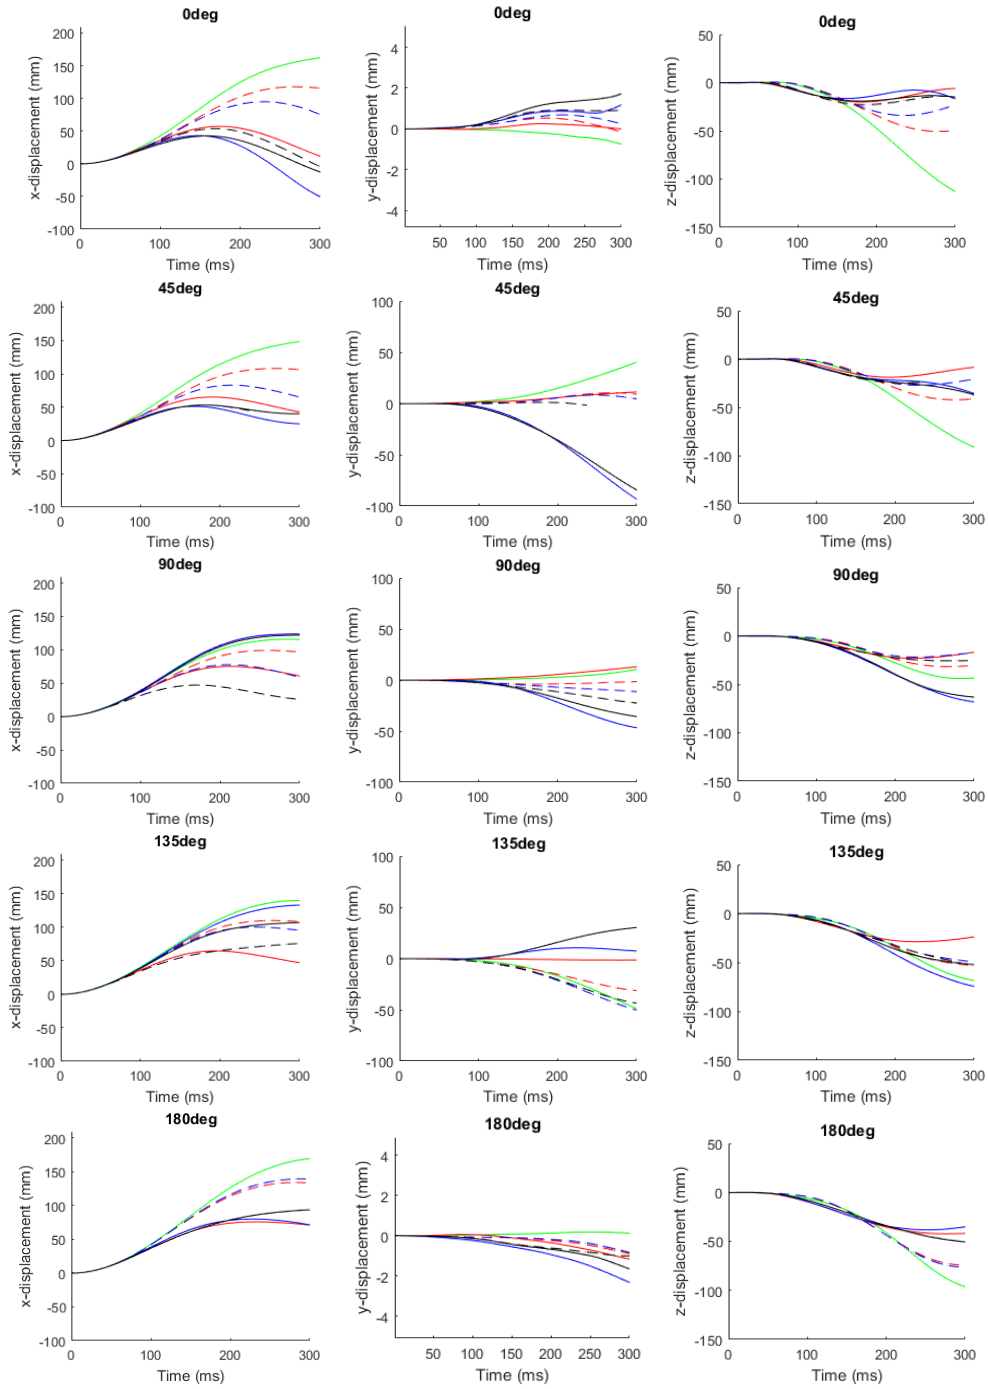 0deg
x-displacement (mm)
200
150
100
50
0
-50
-100
0 100 200 300
Time (ms)
0deg
y-displacement (mm)
4
2
0
-2
-4
50 100 150 200 250 300
Time (ms)
0deg
z-displacement (mm)
50
0
-50
-100
-150
0 100 200 300
Time (ms)
45deg
x-displacement (mm)
200
150
100
50
0
-50
-100
0 100 200 300
Time (ms)
45deg
y-displacement (mm)
100
50
0
-50
-100
0 100 200 300
Time (ms)
45deg
z-displacement (mm)
50
0
-50
-100
-150
0 100 200 300
Time (ms)
90deg
x-displacement (mm)
200
150
100
50
0
-50
-100
0 100 200 300
Time (ms)
90deg
y-displacement (mm)
100
50
0
-50
-100
0 100 200 300
Time (ms)
90deg
z-displacement (mm)
50
0
-50
-100
-150
0 100 200 300
Time (ms)
135deg
x-displacement (mm)
200
150
100
50
0
-50
-100
0 100 200 300
Time (ms)
135deg
y-displacement (mm)
100
50
0
-50
-100
0 100 200 300
Time (ms)
135deg
z-displacement (mm)
50
0
-50
-100
-150
0 100 200 300
Time (ms)
180deg
x-displacement (mm)
200
150
100
50
0
-50
-100
0 100 200 300
Time (ms)
180deg
y-displacement (mm)
4
2
0
-2
-4
50 100 150 200 250 300
Time (ms)
180deg
z-displacement (mm)
50
0
-50
-100
-150
0 100 200 300
Time (ms)